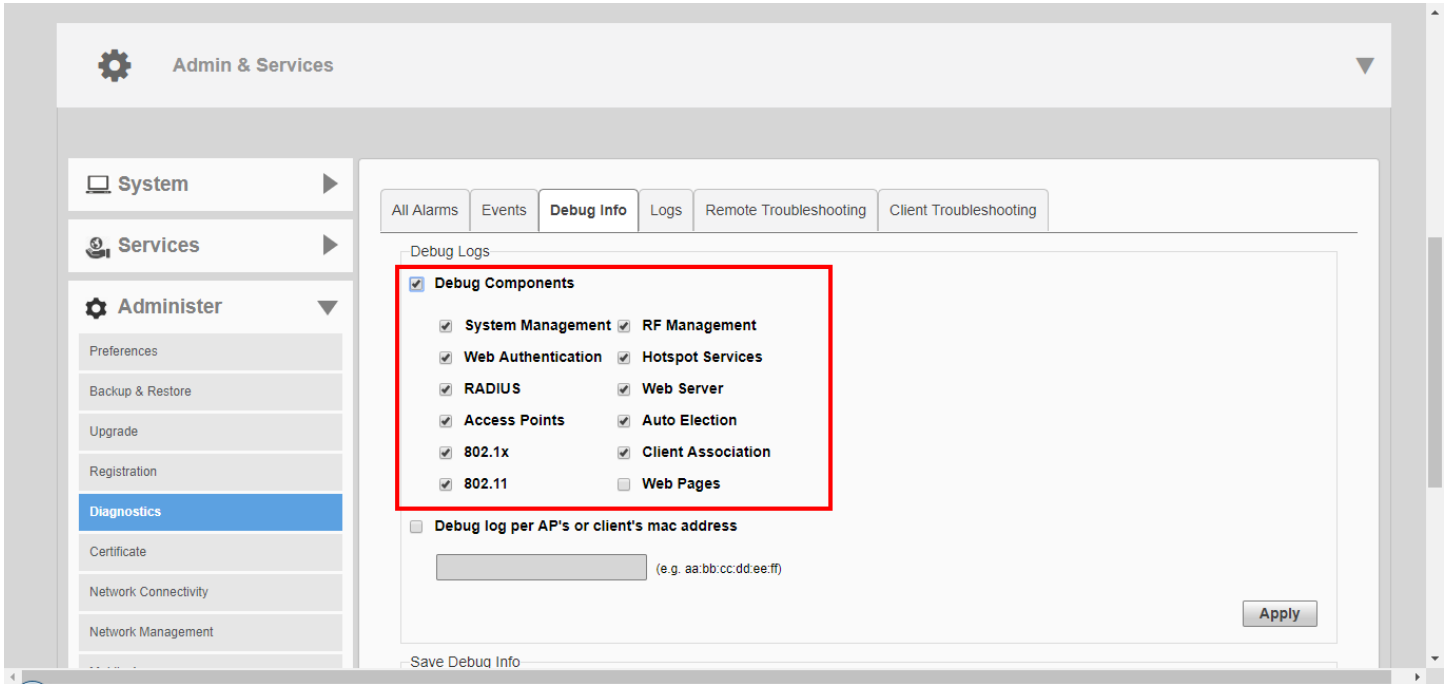 Admin & Services
System
Services
Administer
Preferences
Backup & Restore
Upgrade
Registration
Diagnostics
Certificate
Network Connectivity
Network Management
All Alarms Events Debug Info Logs Remote Troubleshooting Client Troubleshooting
Debug Logs
Debug Components
System Management RF Management
Web Authentication Hotspot Services
RADIUS Web Server
Access Points Auto Election
802.1x Client Association
802.11 Web Pages
Debug log per AP's or client's mac address
(e.g. aa:bb:cc:dd:ee:ff)
Apply
Save Debug Info